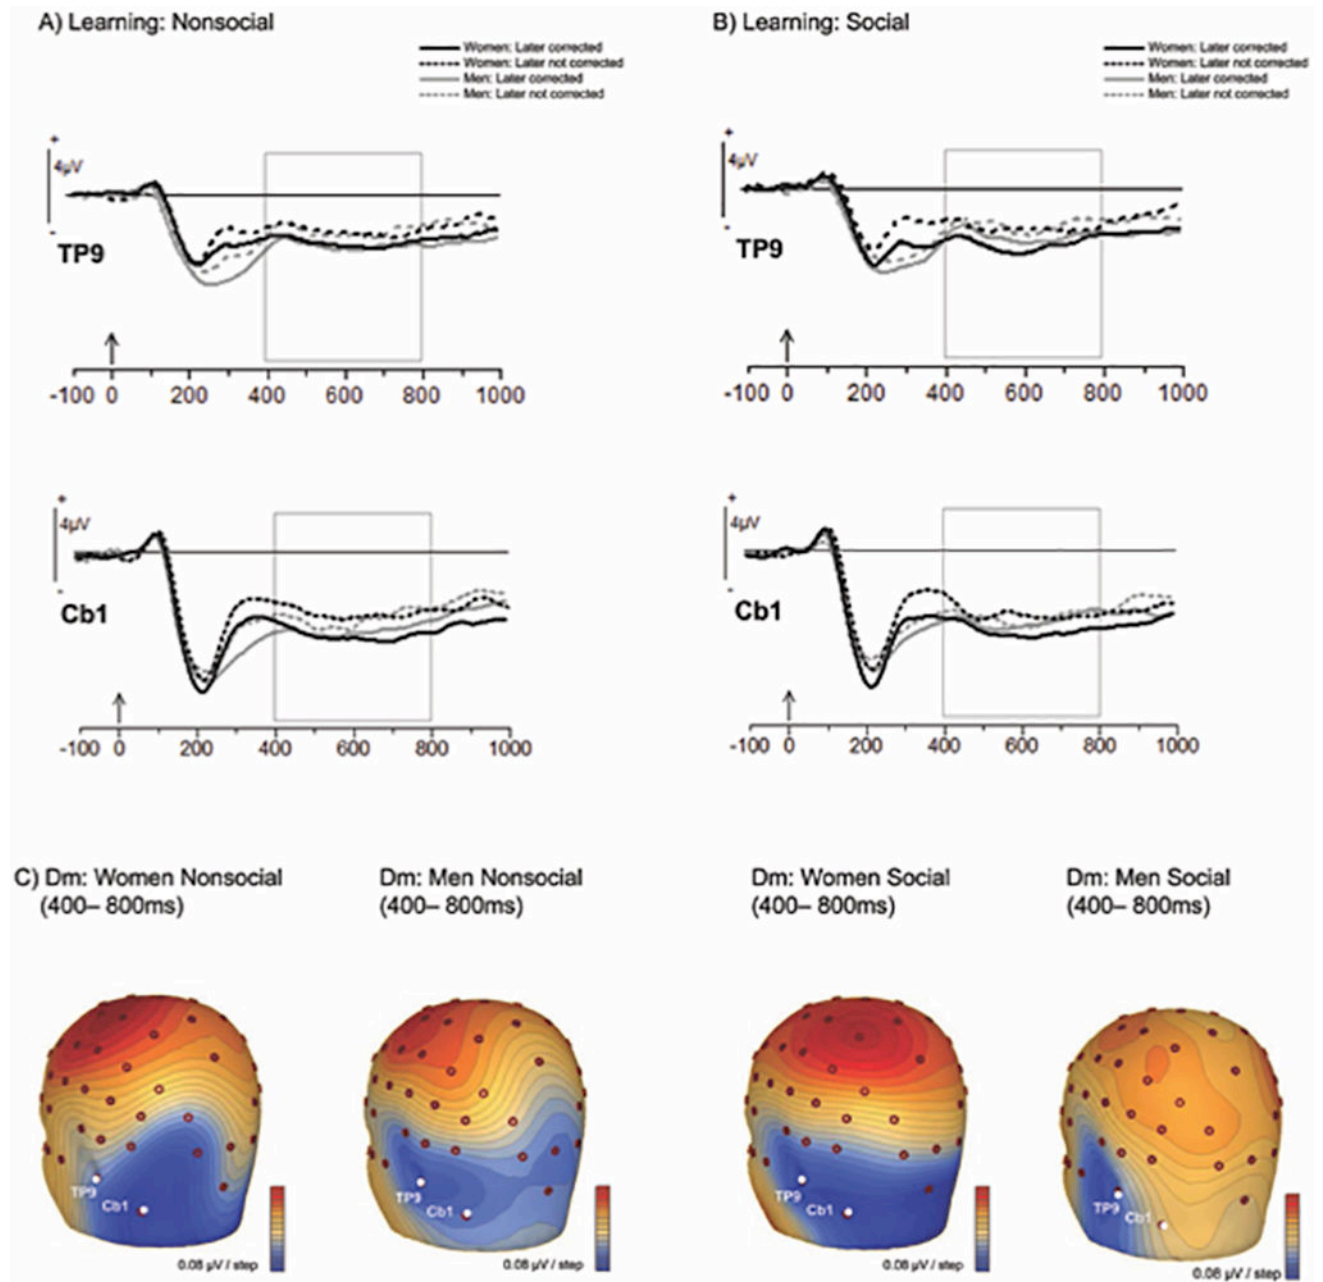 A) Learning: Nonsocial
Women: Later corrected
Women: Later not corrected
Men: Later corrected
Men: Later not corrected
+
4µV
-
TP9
-100 0 200 400 600 800 1000
+
4µV
-
Cb1
-100 0 200 400 600 800 1000
B) Learning: Social
Women: Later corrected
Women: Later not corrected
Men: Later corrected
Men: Later not corrected
+
4µV
-
TP9
-100 0 200 400 600 800 1000
+
4µV
-
Cb1
-100 0 200 400 600 800 1000
C) Dm: Women Nonsocial
(400– 800ms)
TP9
Cb1
0.08 µV / step
Dm: Men Nonsocial
(400– 800ms)
TP9
Cb1
0.08 µV / step
Dm: Women Social
(400– 800ms)
TP9
Cb1
0.08 µV / step
Dm: Men Social
(400– 800ms)
TP9
Cb1
0.08 µV / step